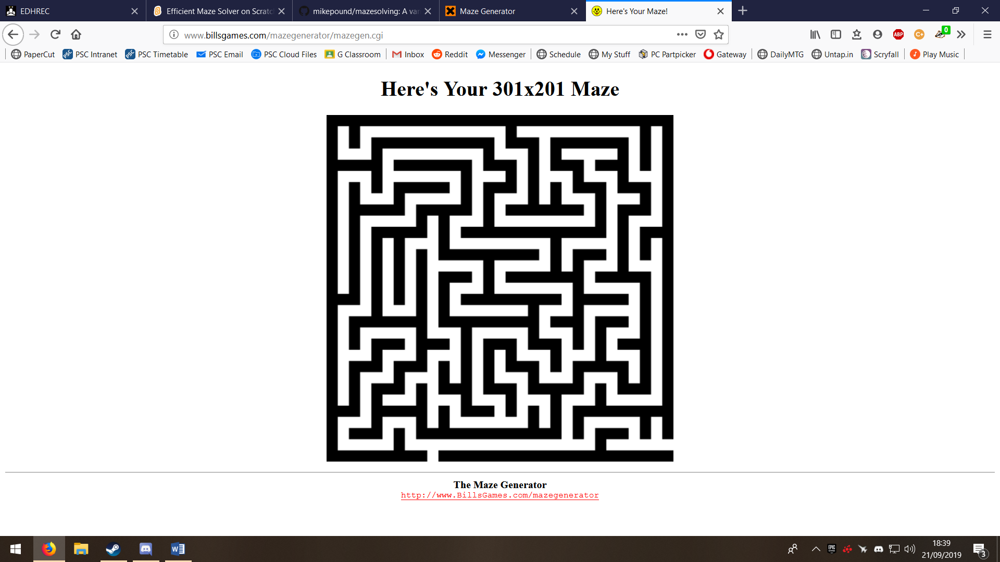 EDHREC
Efficient Maze Solver on Scratc
mikepound/mazesolving: A var
Maze Generator
Here's Your Maze!
www.billsgames.com/mazegenerator/mazegen.cgi
ABP
C+
0
PaperCut
PSC Intranet
PSC Timetable
PSC Email
PSC Cloud Files
G Classroom
Inbox
Reddit
Messenger
Schedule
My Stuff
PC Partpicker
Gateway
DailyMTG
Untap.in
Scryfall
Play Music
Here's Your 301x201 Maze
The Maze Generator
http://www.BillsGames.com/mazegenerator
EPIC
18:39
21/09/2019
3